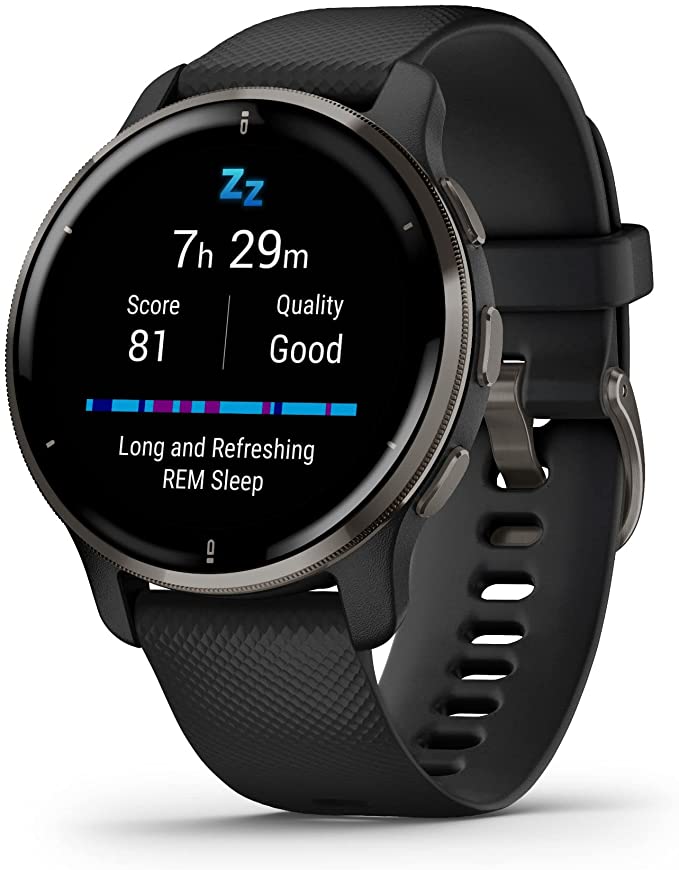 Zz
7h 29m
Score
Quality
81
Good
Long and Refreshing
REM Sleep